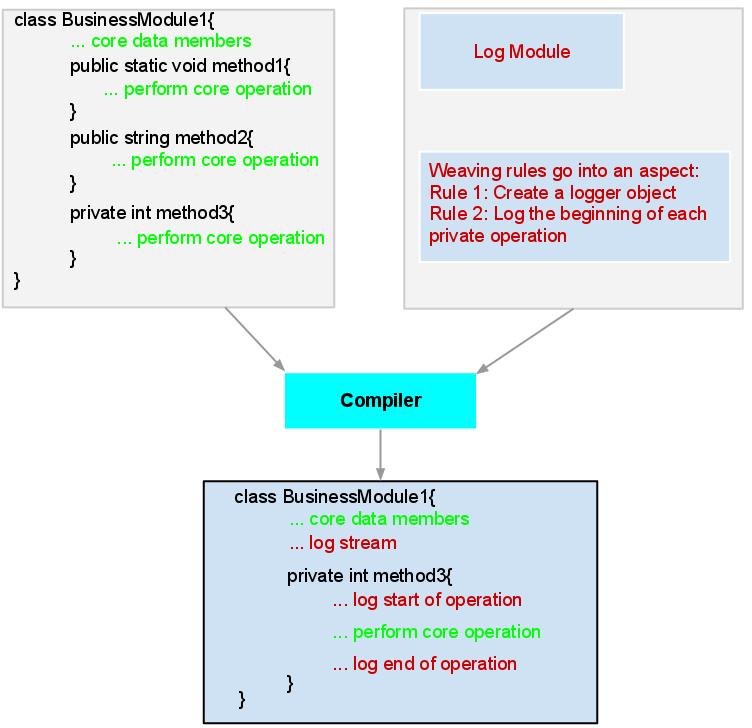 class BusinessModule1{
... core data members
public static void method1{
... perform core operation
}
public string method2{
... perform core operation
}
private int method3{
... perform core operation
}
}
Log Module
Weaving rules go into an aspect:
Rule 1: Create a logger object
Rule 2: Log the beginning of each
private operation
Compiler
class BusinessModule1{
... core data members
... log stream
private int method3{
... log start of operation
... perform core operation
... log end of operation
}
}